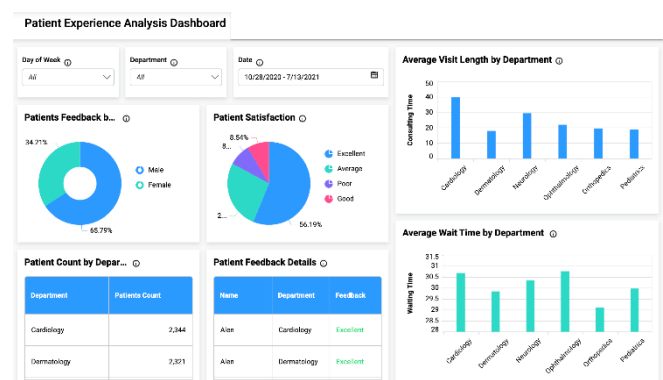 Patient Experience Analysis Dashboard
Day of Week
All
Department
All
Date
10/28/2020 - 7/13/2021
Patients Feedback b...
34.21%
65.79%
Male
Female
Patient Satisfaction
8.54%
8...
2...
56.19%
Excellent
Average
Poor
Good
Average Visit Length by Department
Consulting Time
50
40
30
20
10
0
Cardiology
Dermatology
Neurology
Ophthalmology
Orthopedics
Pediatrics
Patient Count by Depar...
Department Patients Count
Cardiology 2,344
Dermatology 2,321
Patient Feedback Details
Name Department Feedback
Alan Cardiology Excellent
Alan Dermatology Excellent
Average Wait Time by Department
Waiting Time
31.5
31
30.5
30
29.5
29
28.5
28
Cardiology
Dermatology
Neurology
Ophthalmology
Orthopedics
Pediatrics